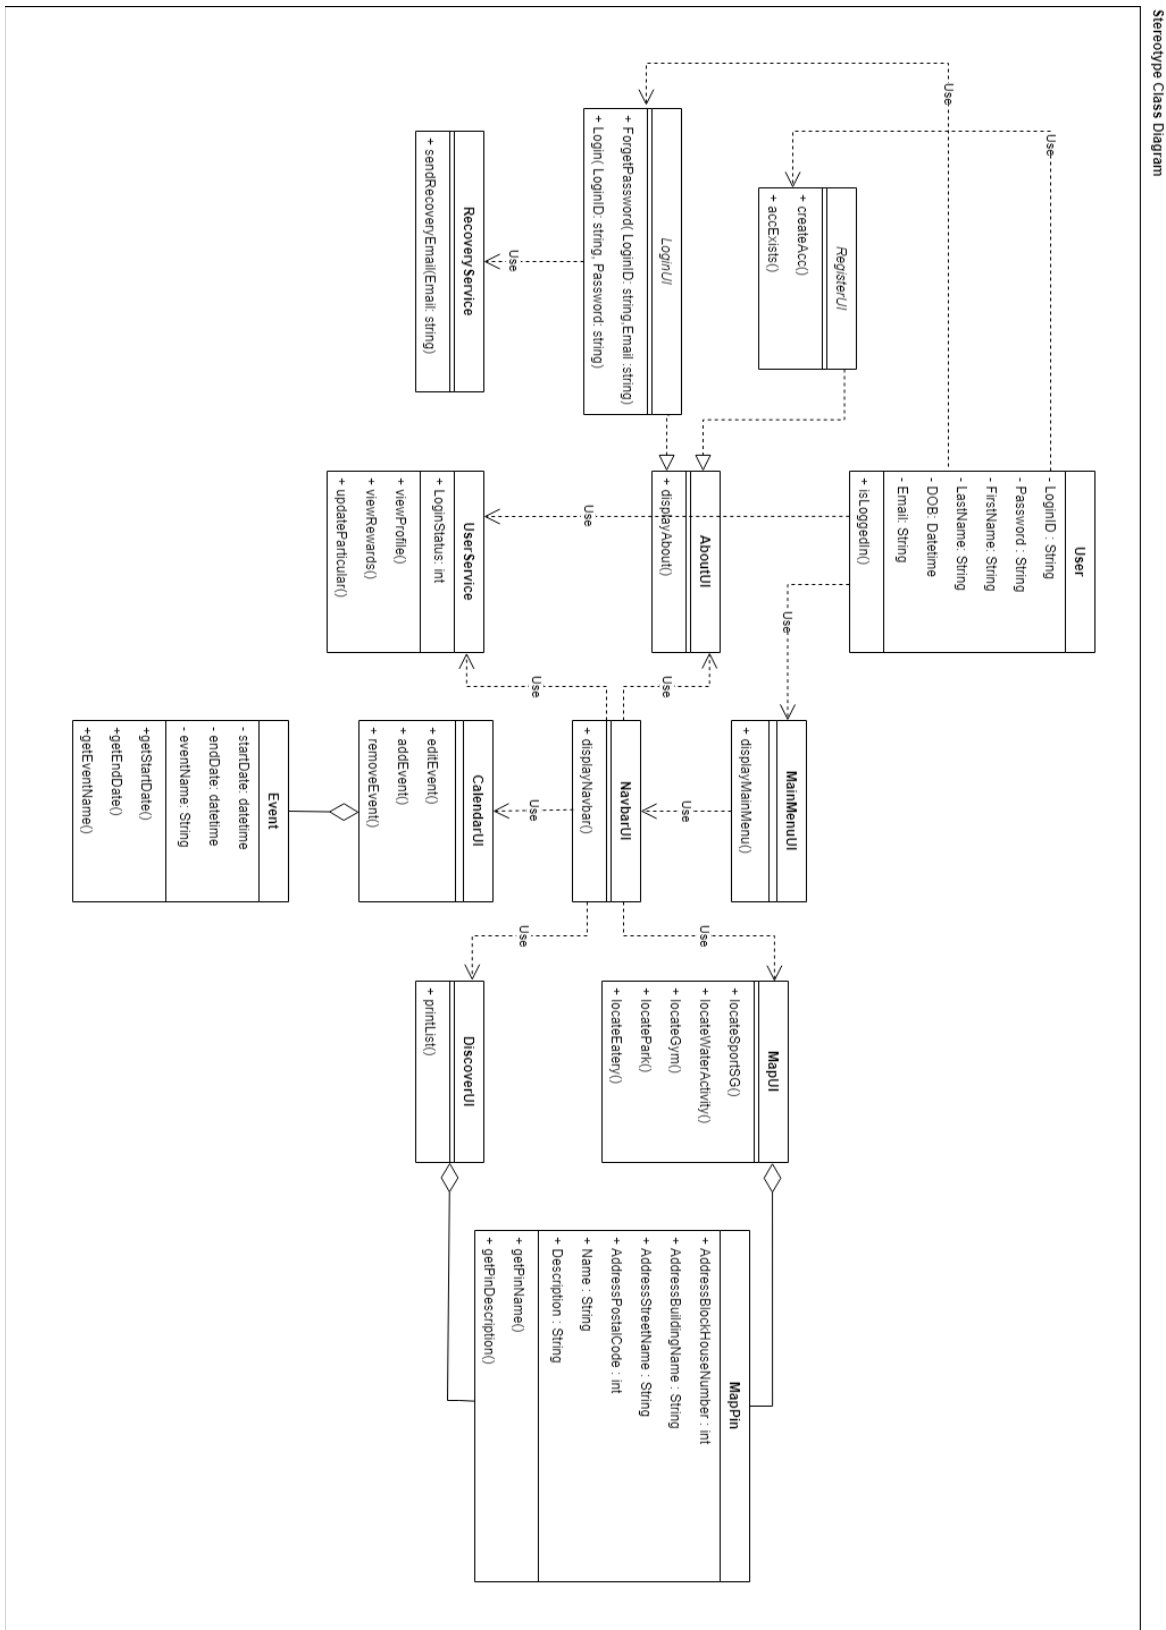 Stereotype Class Diagram
Use
Use
User
- LoginID : String
- Password : String
- FirstName: String
- LastName: String
- DOB: Datetime
- Email: String
+ isLoggedIn()
RegisterUI
+ createAcc()
+ accExists()
LoginUI
+ ForgetPassword( LoginID: string,Email :string)
+ Login( LoginID: string, Password: string)
Use
RecoveryService
+ sendRecoveryEmail(Email: string)
AboutUI
+ displayAbout()
Use
UserService
+ LoginStatus: int
+ viewProfile()
+ viewRewards()
+ updateParticular()
Use
MainMenuUI
+ displayMainMenu()
Use
NavbarUI
+ displayNavbar()
Use
Use
Use
CalendarUI
+ editEvent()
+ addEvent()
+ removeEvent()
Event
- startDate: datetime
- endDate: datetime
- eventName: String
+getStartDate()
+getEndDate()
+getEventName()
Use
Use
MapUI
+ locateSportSG()
+ locateWaterActivity()
+ locateGym()
+ locatePark()
+ locateEatery()
DiscoverUI
+ printList()
MapPin
+ AddressBlockHouseNumber : int
+ AddressBuildingName : String
+ AddressStreetName : String
+ AddressPostalCode : int
+ Name : String
+ Description : String
+ getPinName()
+ getPinDescription()